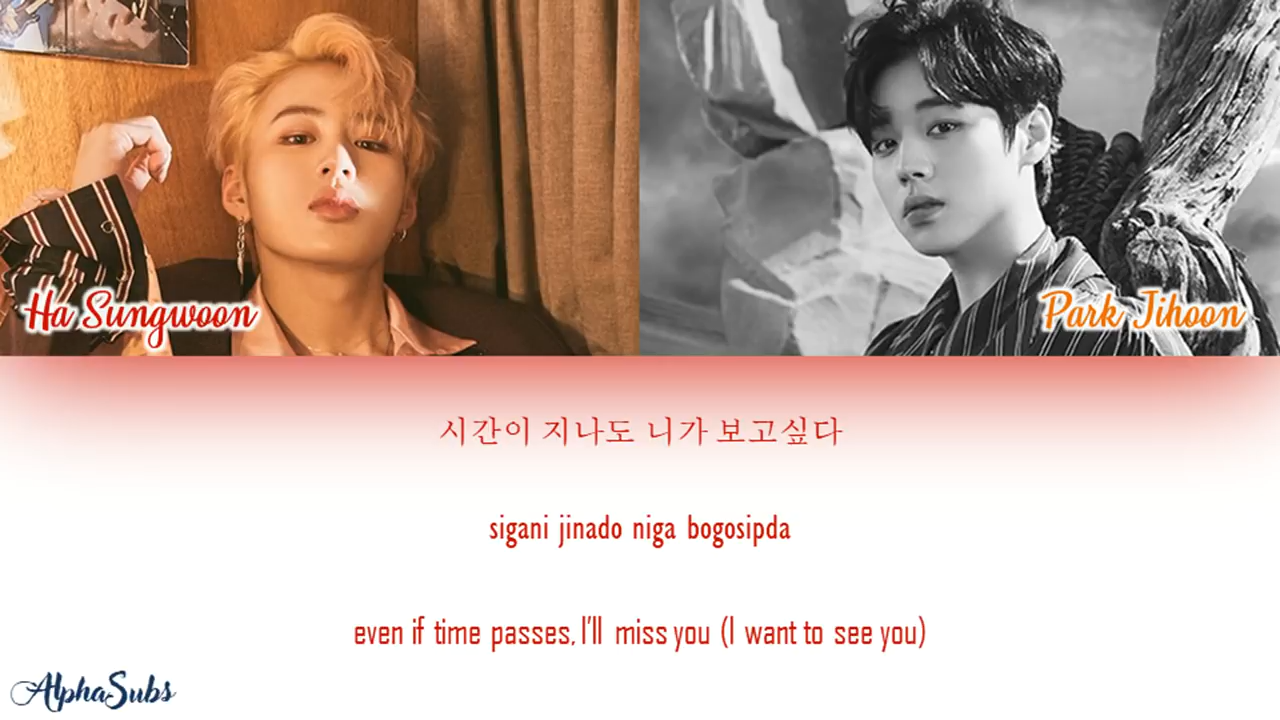 Ha Sungwoon
Park Jihoon
시간이 지나도 니가 보고싶다
sigani jinado niga bogosipda
even if time passes, I'll miss you (I want to see you)
AlphaSubs